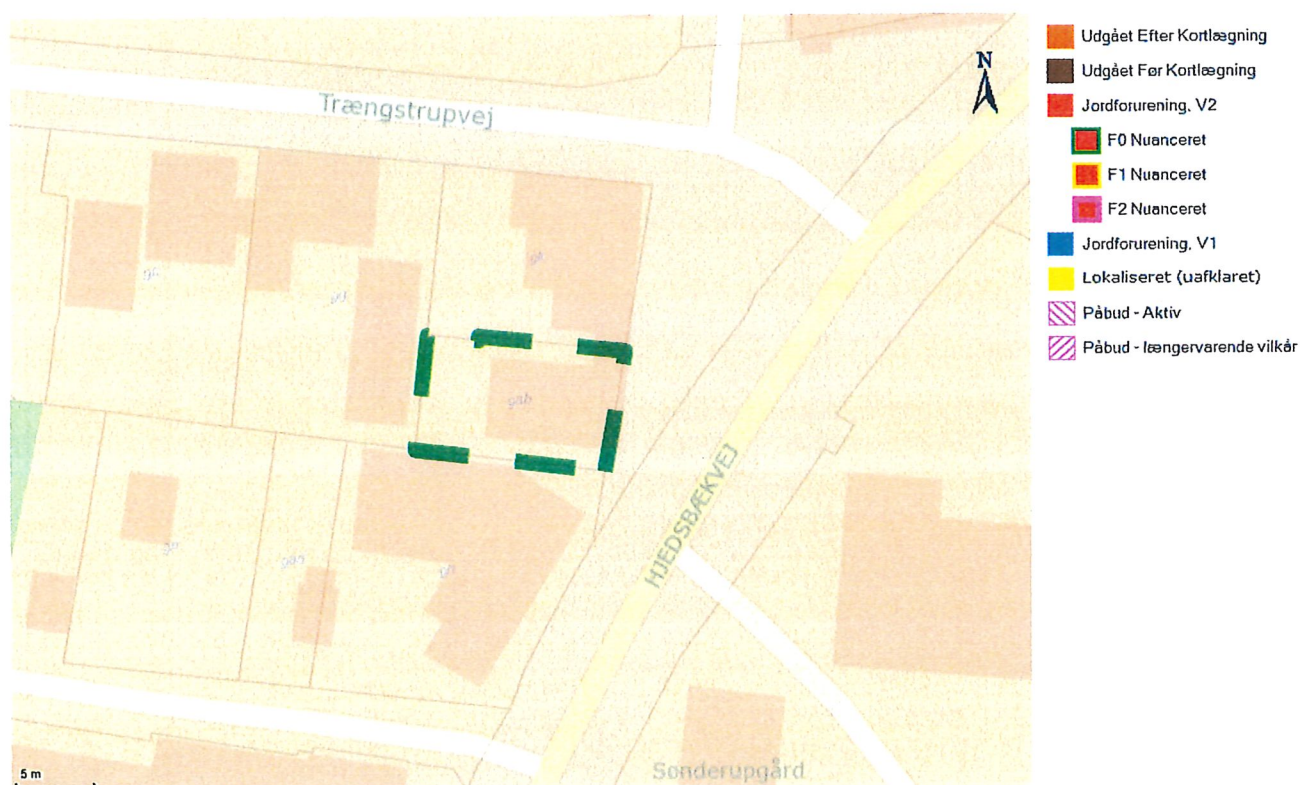 Udgået Efter Kortlægning
Udgået Før Kortlægning
Jordforurening, V2
F0 Nuanceret
F1 Nuanceret
F2 Nuanceret
Jordforurening, V1
Lokaliseret (uafklaret)
Påbud - Aktiv
Påbud - længervarende vilkår
N
Trængstrupvej
HJEDSBÆKVEJ
Sønderupgård
5 m